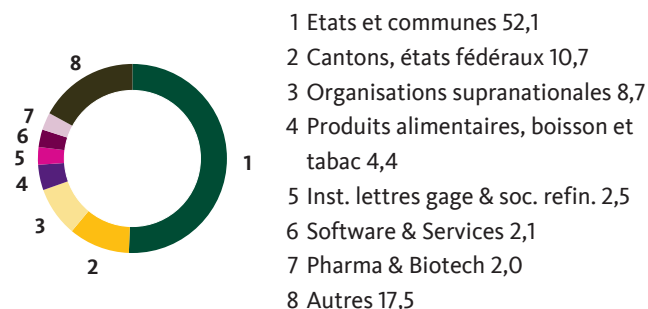 1 Etats et communes 52,1
2 Cantons, états fédéraux 10,7
3 Organisations supranationales 8,7
4 Produits alimentaires, boisson et
tabac 4,4
5 Inst. lettres gage & soc. refin. 2,5
6 Software & Services 2,1
7 Pharma & Biotech 2,0
8 Autres 17,5
8
7
6
5
4
3
2
1